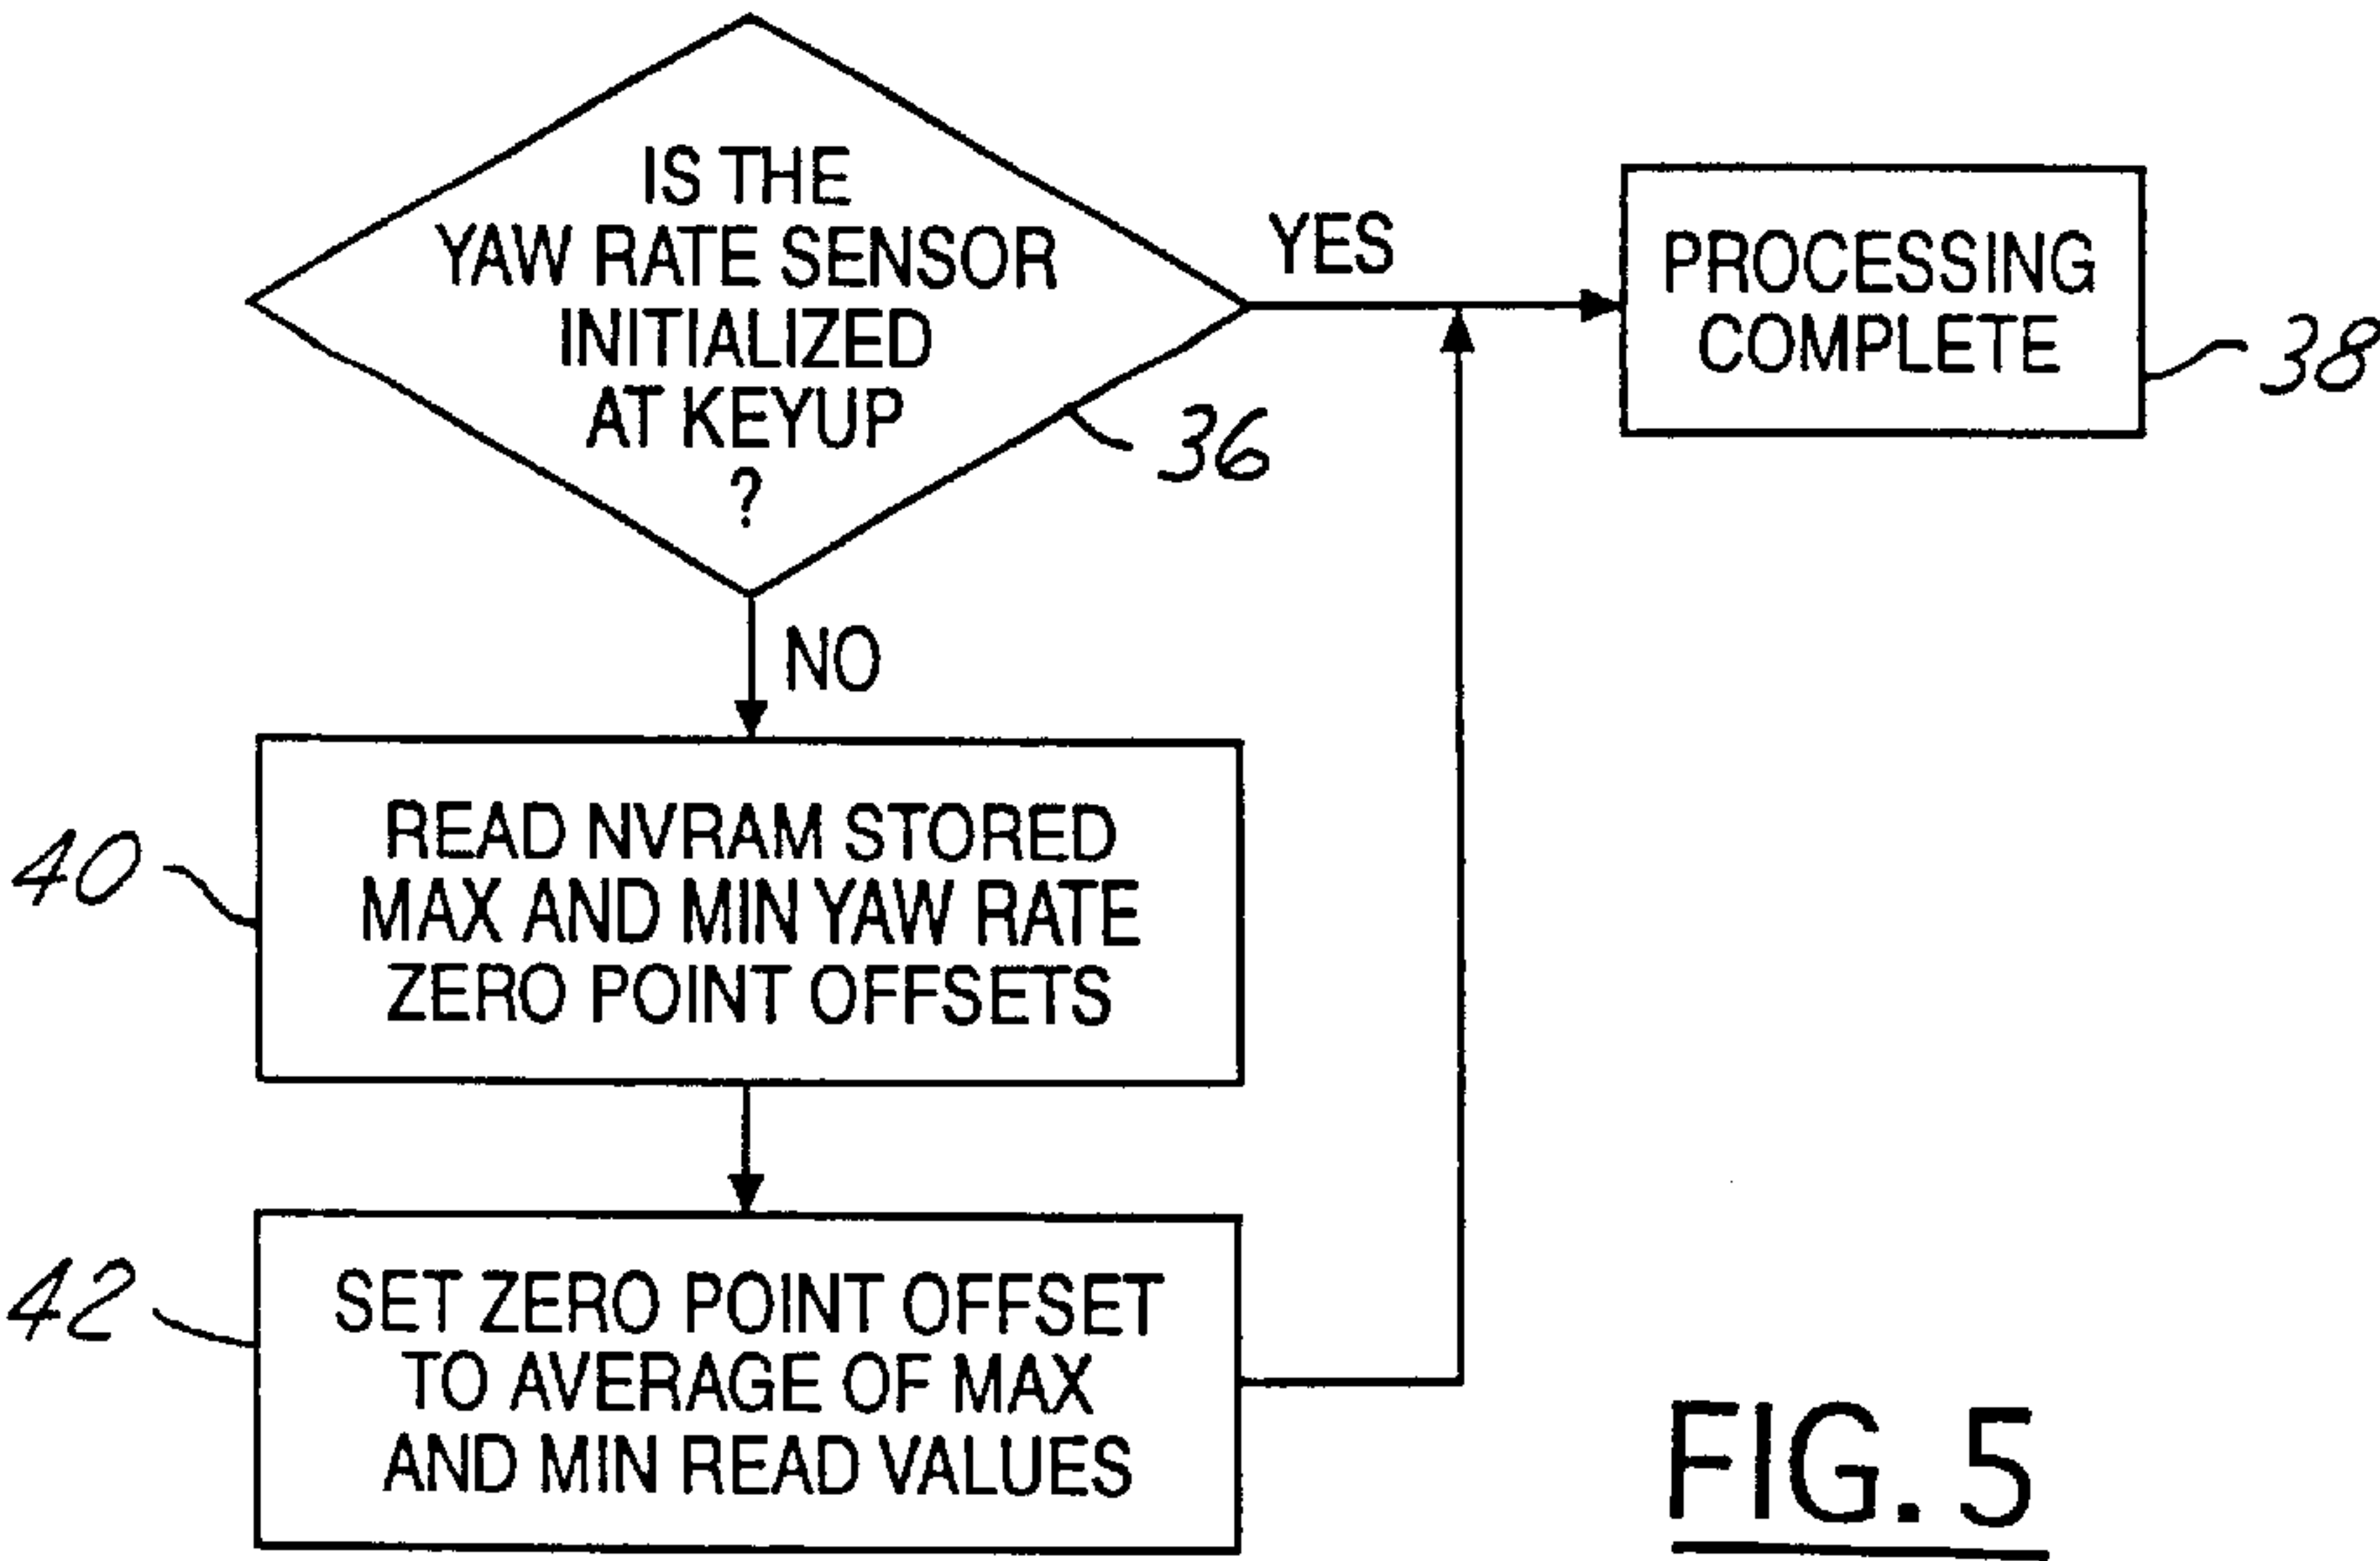 IS THE
YAW RATE SENSOR
INITIALIZED
AT KEYUP
?
36
YES
PROCESSING
COMPLETE
38
NO
40
READ NVRAM STORED
MAX AND MIN YAW RATE
ZERO POINT OFFSETS
42
SET ZERO POINT OFFSET
TO AVERAGE OF MAX
AND MIN READ VALUES
FIG. 5